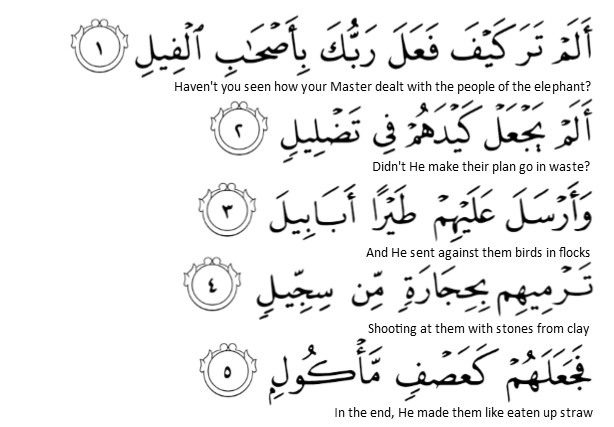 أَلَمْ تَرَ كَيْفَ فَعَلَ رَبُّكَ بِأَصْحَٰبِ ٱلْفِيلِ ١
Haven't you seen how your Master dealt with the people of the elephant?
أَلَمْ يَجْعَلْ كَيْدَهُمْ فِي تَضْلِيلٍ ٢
Didn't He make their plan go in waste?
وَأَرْسَلَ عَلَيْهِمْ طَيْرًا أَبَابِيلَ ٣
And He sent against them birds in flocks
تَرْمِيهِم بِحِجَارَةٍ مِّن سِجِّيلٍ ٤
Shooting at them with stones from clay
فَجَعَلَهُمْ كَعَصْفٍ مَّأْكُولٍ ٥
In the end, He made them like eaten up straw